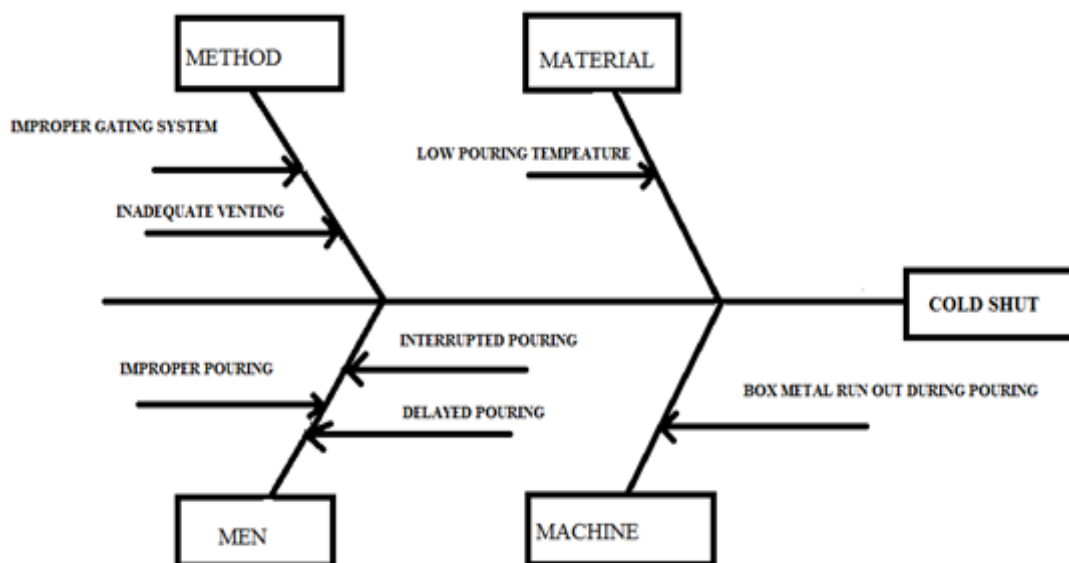 METHOD
MATERIAL
IMPROPER GATING SYSTEM
LOW POURING TEMPEATURE
INADEQUATE VENTING
COLD SHUT
INTERRUPTED POURING
IMPROPER POURING
BOX METAL RUN OUT DURING POURING
DELAYED POURING
MEN
MACHINE